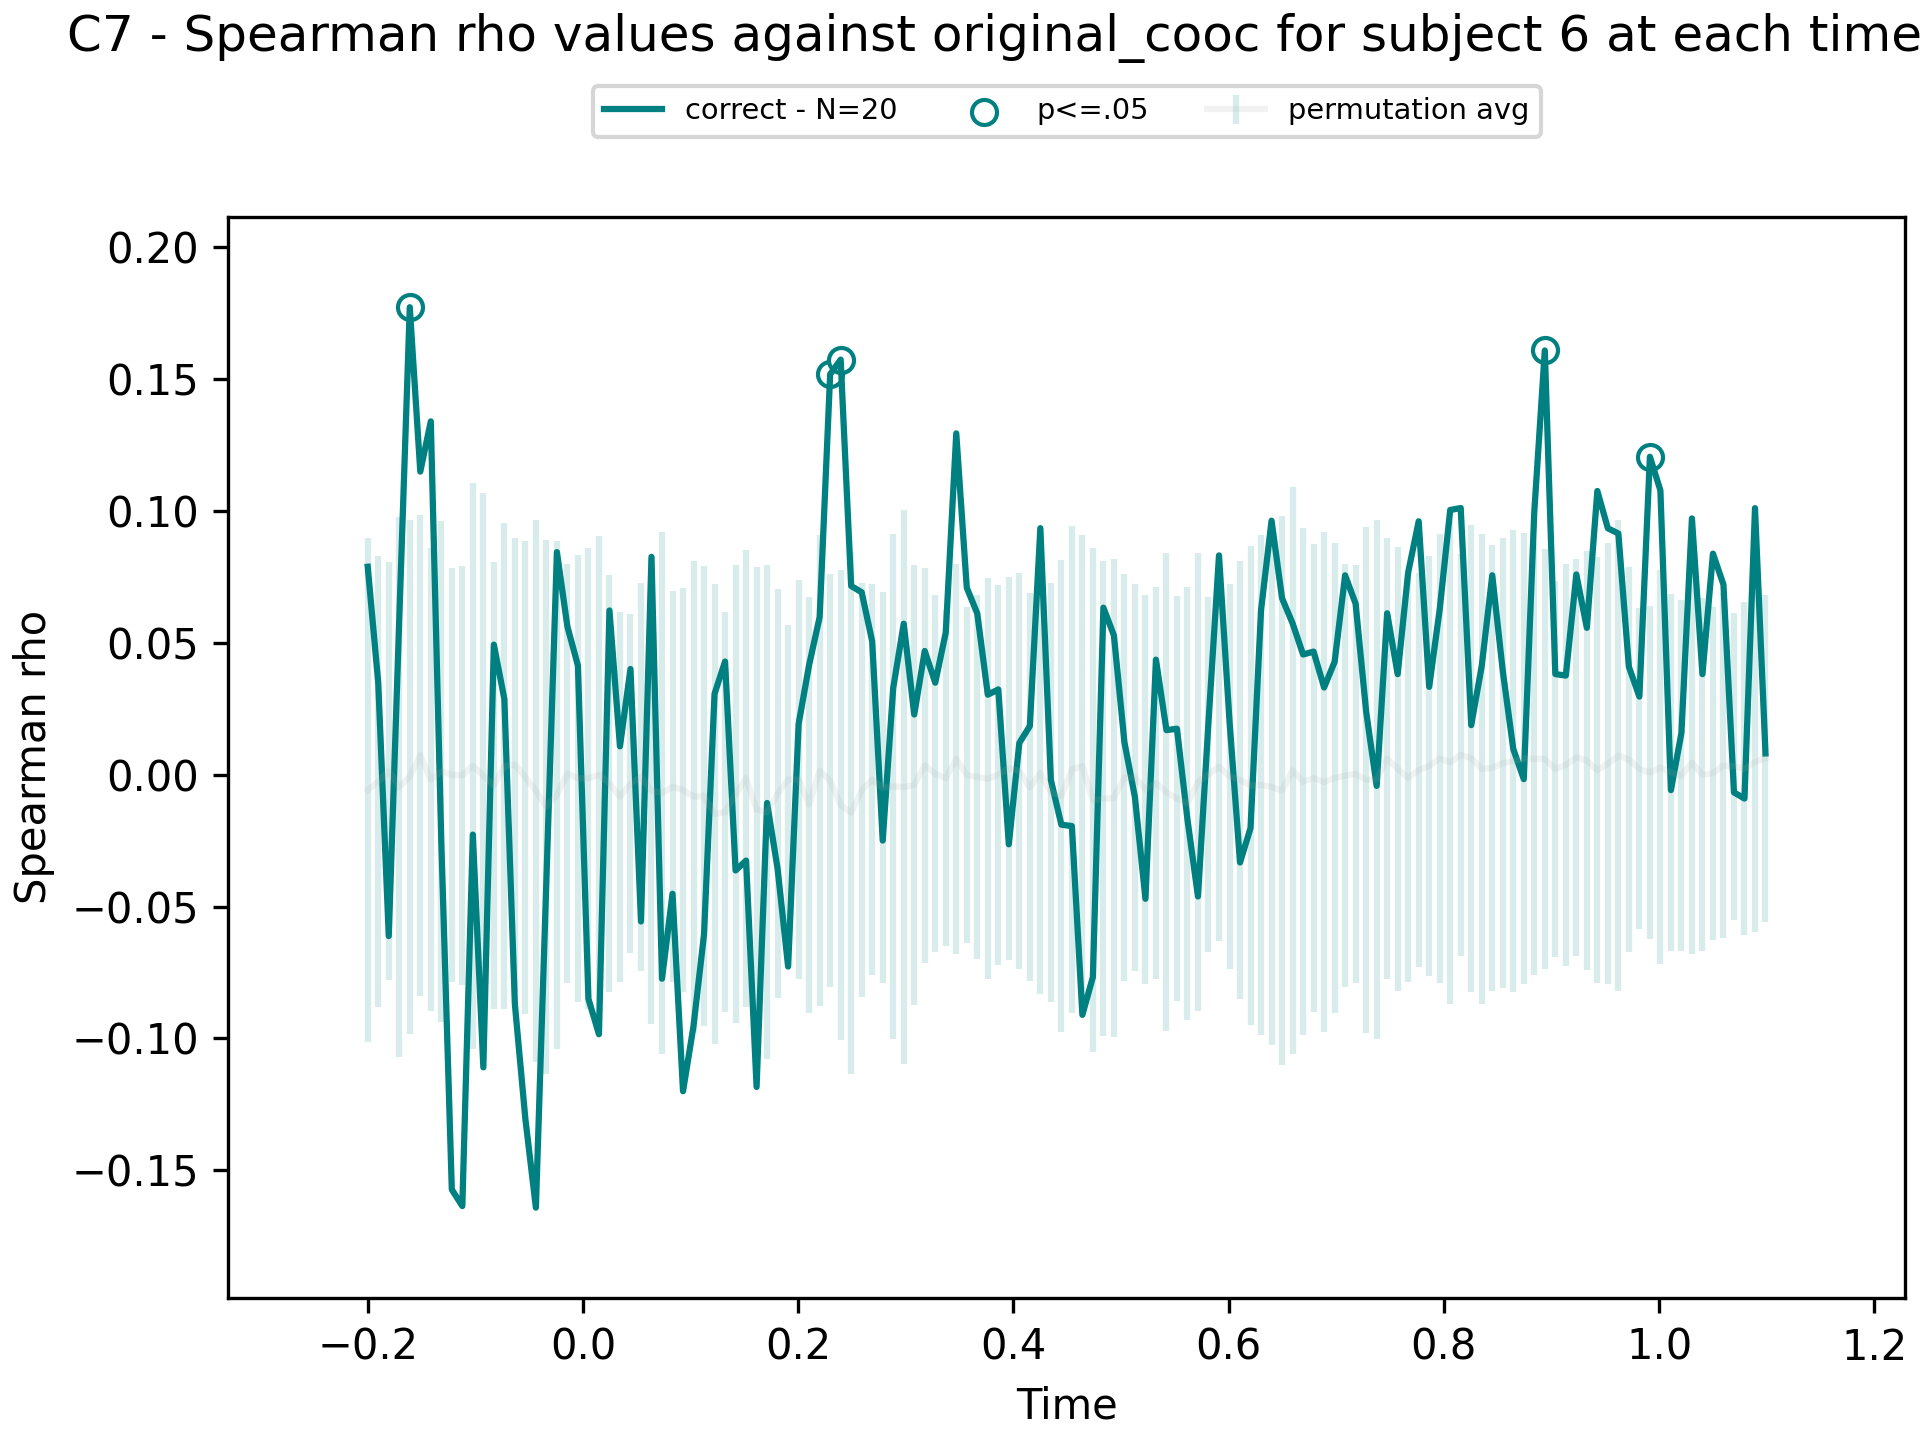 C7 - Spearman rho values against original_cooc for subject 6 at each time
correct - N=20 p<=.05 permutation avg
0.20
0.15
0.10
0.05
0.00
−0.05
−0.10
−0.15
Spearman rho
−0.2 0.0 0.2 0.4 0.6 0.8 1.0 1.2
Time